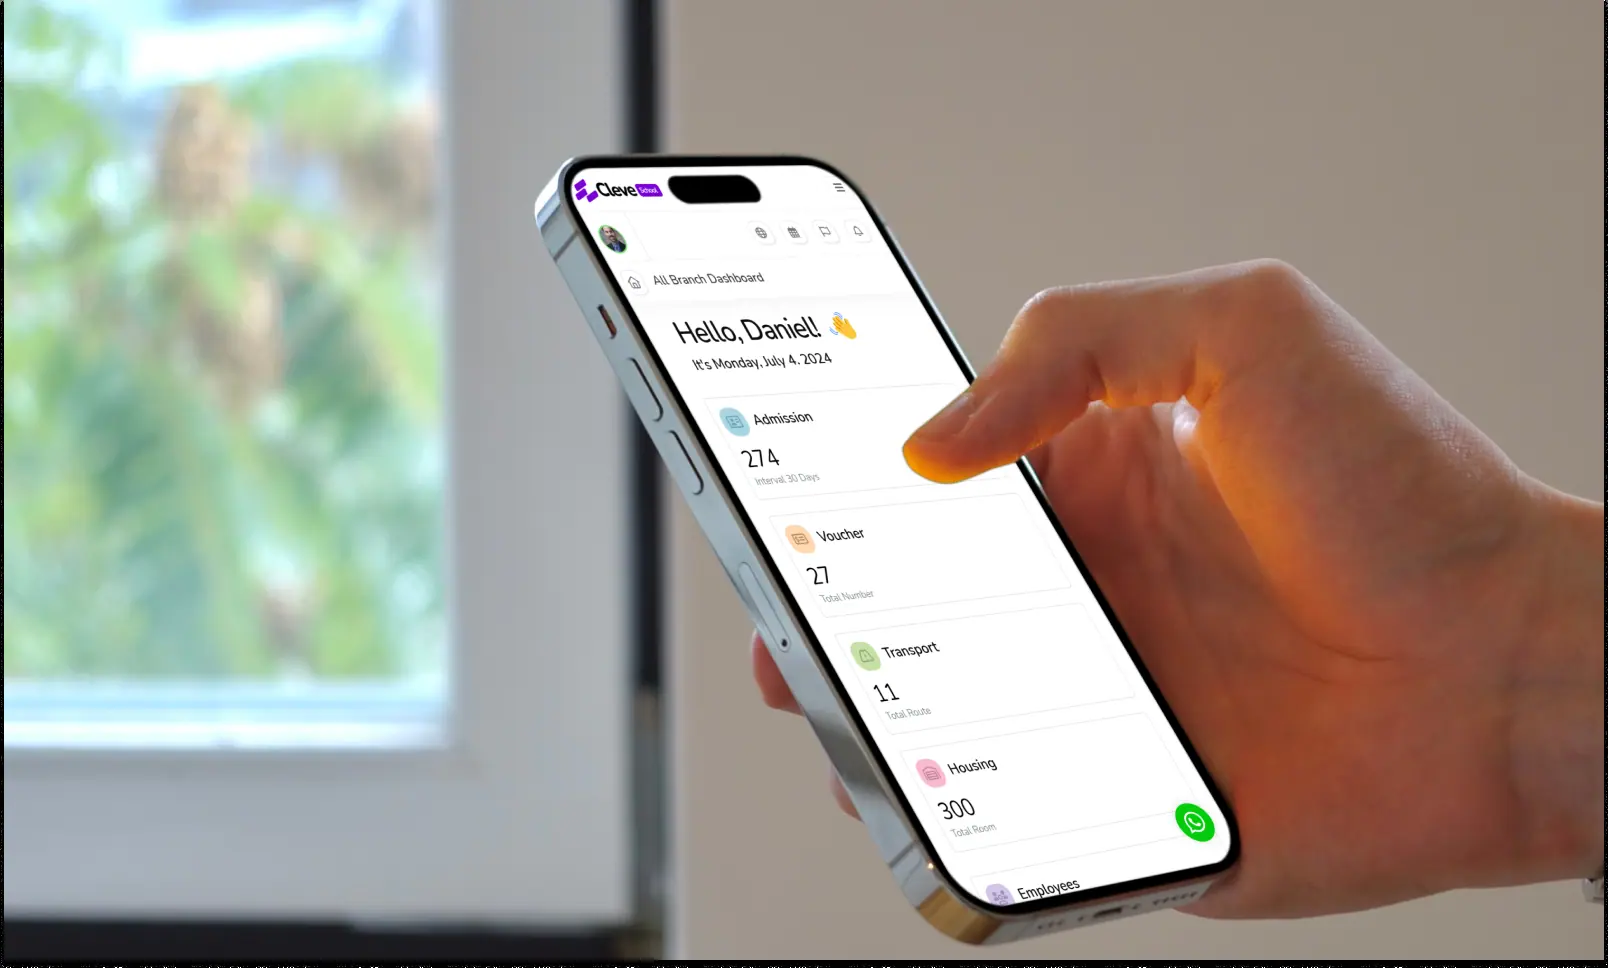 Cleve School
All Branch Dashboard
Hello, Daniel! 👋
It's Monday, July 4, 2024
Admission
274
Interval 30 Days
Voucher
27
Total Number
Transport
11
Total Route
Housing
300
Total Room
Employees